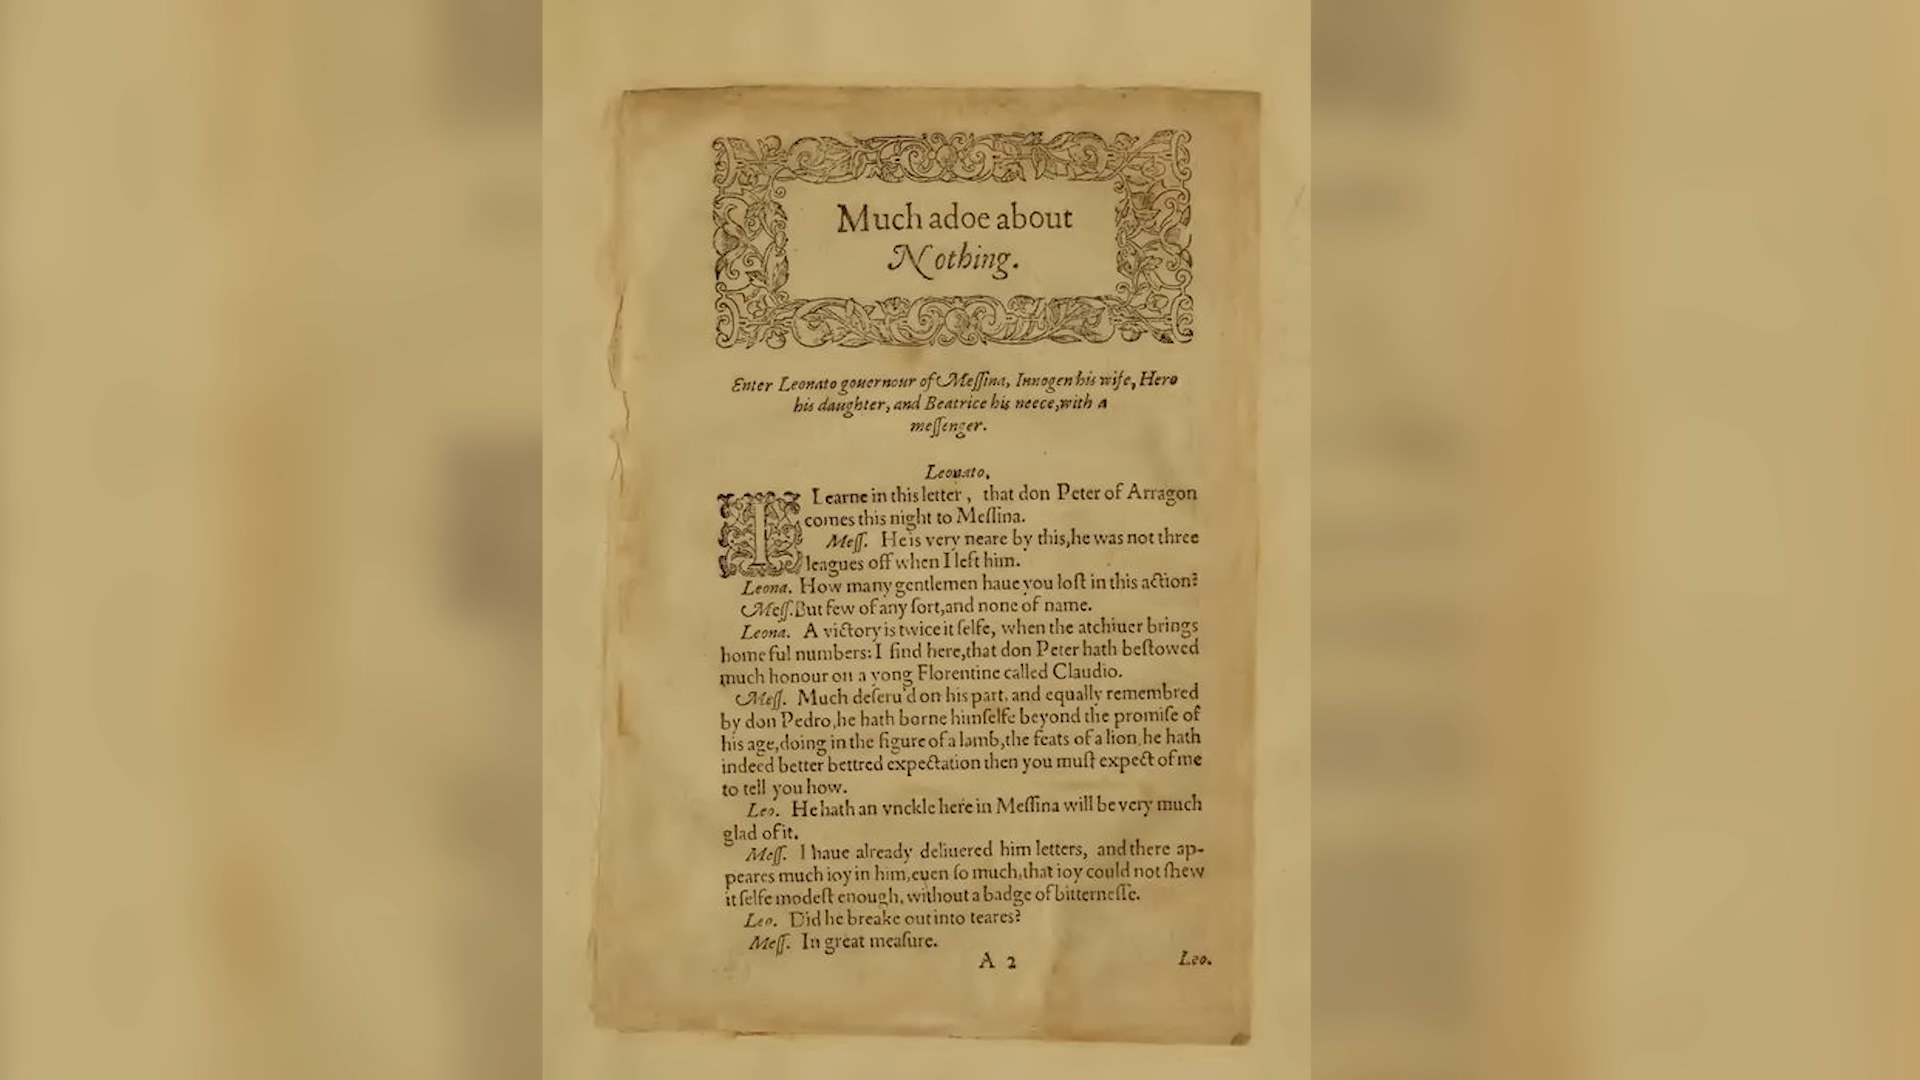 Much adoe about
Nothing.
Enter Leonato gouernour of Meſſina, Innogen his wife, Hero
his daughter, and Beatrice his neece, with a
meſſenger.
Leonato.
I Learne in this letter, that don Peter of Arragon
comes this night to Meſſina.
Meſſ. He is very neare by this, he was not three
leagues off when I left him.
Leona. How many gentlemen haue you loſt in this action?
Meſſ. But few of any ſort, and none of name.
Leona. A victory is twice it ſelfe, when the atchiuer brings
home ful numbers: I find here, that don Peter hath beſtowed
much honour on a yong Florentine called Claudio.
Meſſ. Much deſeru'd on his part, and equally remembred
by don Pedro, he hath borne himſelfe beyond the promiſe of
his age, doing in the figure of a lamb, the feats of a lion, he hath
indeed better bettred expectation then you muſt expect of me
to tell you how.
Leo. He hath an vnckle here in Meſſina will be very much
glad of it.
Meſſ. I haue already deliuered him letters, and there ap-
peares much ioy in him, euen ſo much, that ioy could not ſhew
it ſelfe modeſt enough, without a badge of bitterneſſe.
Leo. Did he breake out into teares?
Meſſ. In great meaſure.
A 2 Leo.